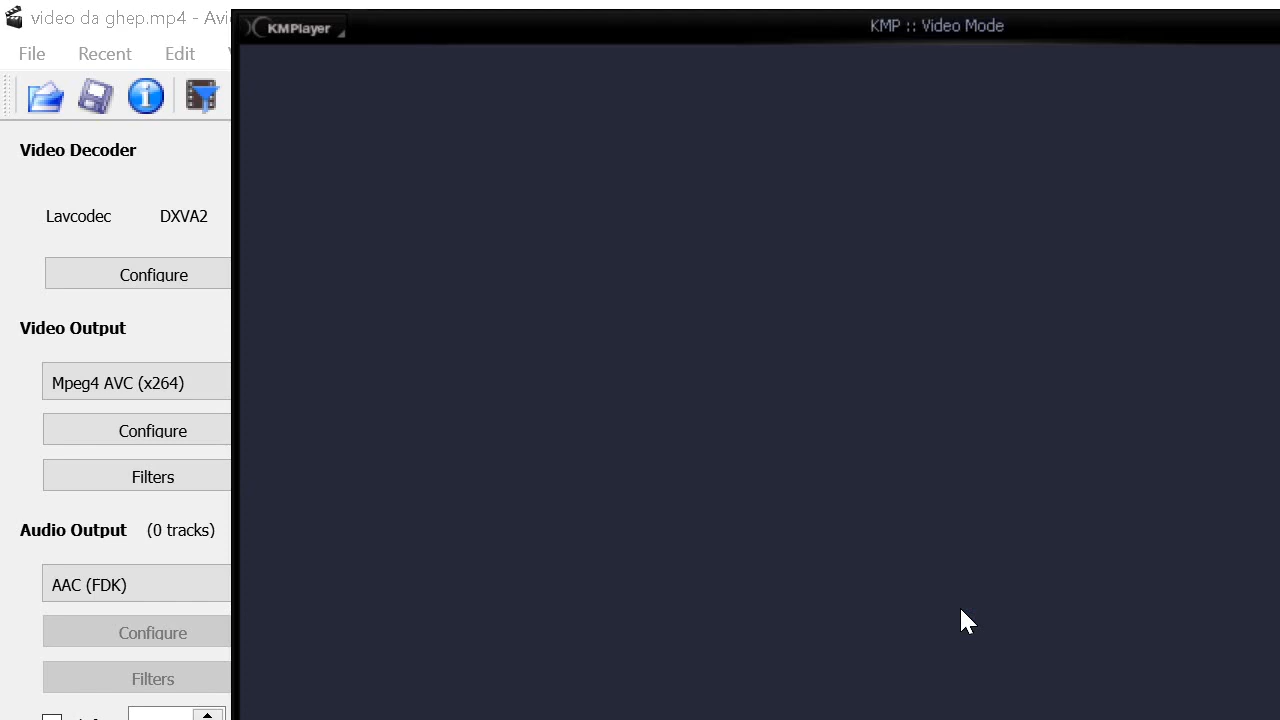 video da ghep.mp4 - Avi
KMPlayer
KMP :: Video Mode
File Recent Edit
Video Decoder
Lavcodec DXVA2
Configure
Video Output
Mpeg4 AVC (x264)
Configure
Filters
Audio Output (0 tracks)
AAC (FDK)
Configure
Filters